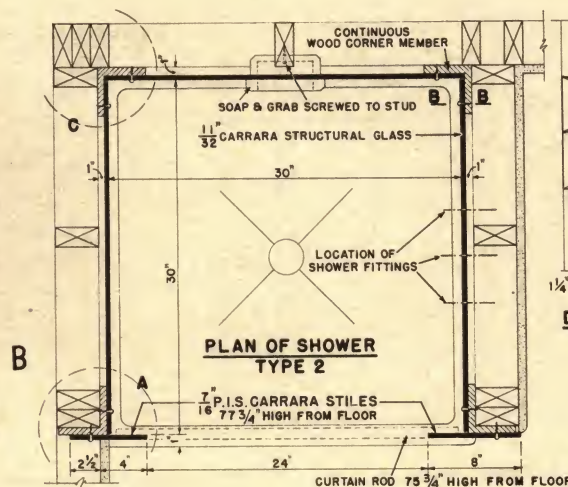 CONTINUOUS
WOOD CORNER MEMBER
1"
SOAP & GRAB SCREWED TO STUD
B B
C
11/32" CARRARA STRUCTURAL GLASS
1" 30" 1"
30"
LOCATION OF
SHOWER FITTINGS
1 1/4"
PLAN OF SHOWER
TYPE 2
B
A
7/16" P.I.S. CARRARA STILES
77 3/4" HIGH FROM FLOOR
1"
2 1/2" 4" 24" 8"
CURTAIN ROD 75 3/4" HIGH FROM FLOOR